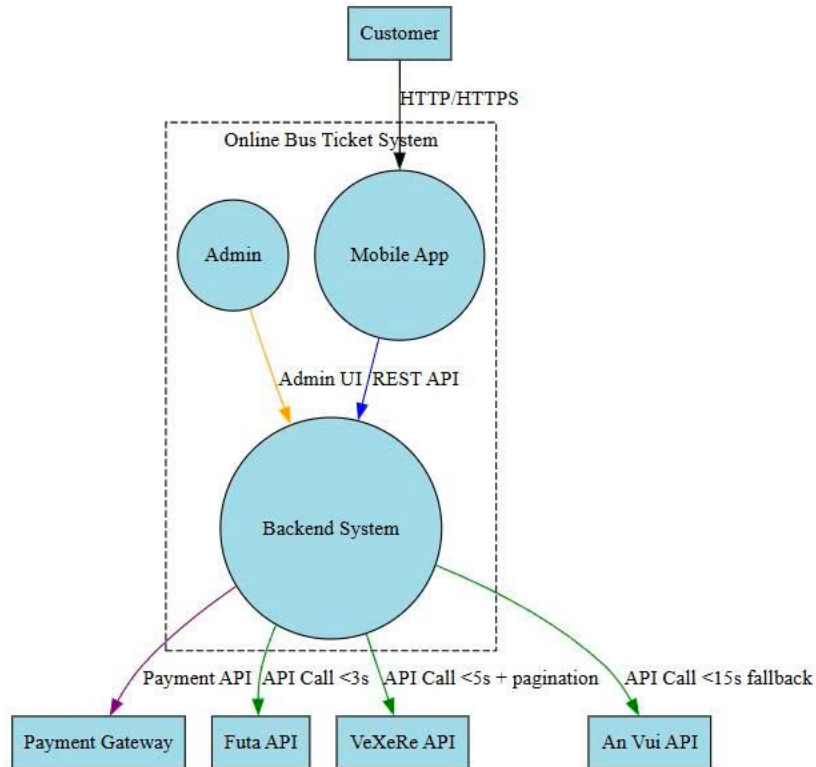 Customer
HTTP/HTTPS
Online Bus Ticket System
Admin
Mobile App
Admin UI
REST API
Backend System
Payment API
API Call <3s
API Call <5s + pagination
API Call <15s fallback
Payment Gateway
Futa API
VeXeRe API
An Vui API